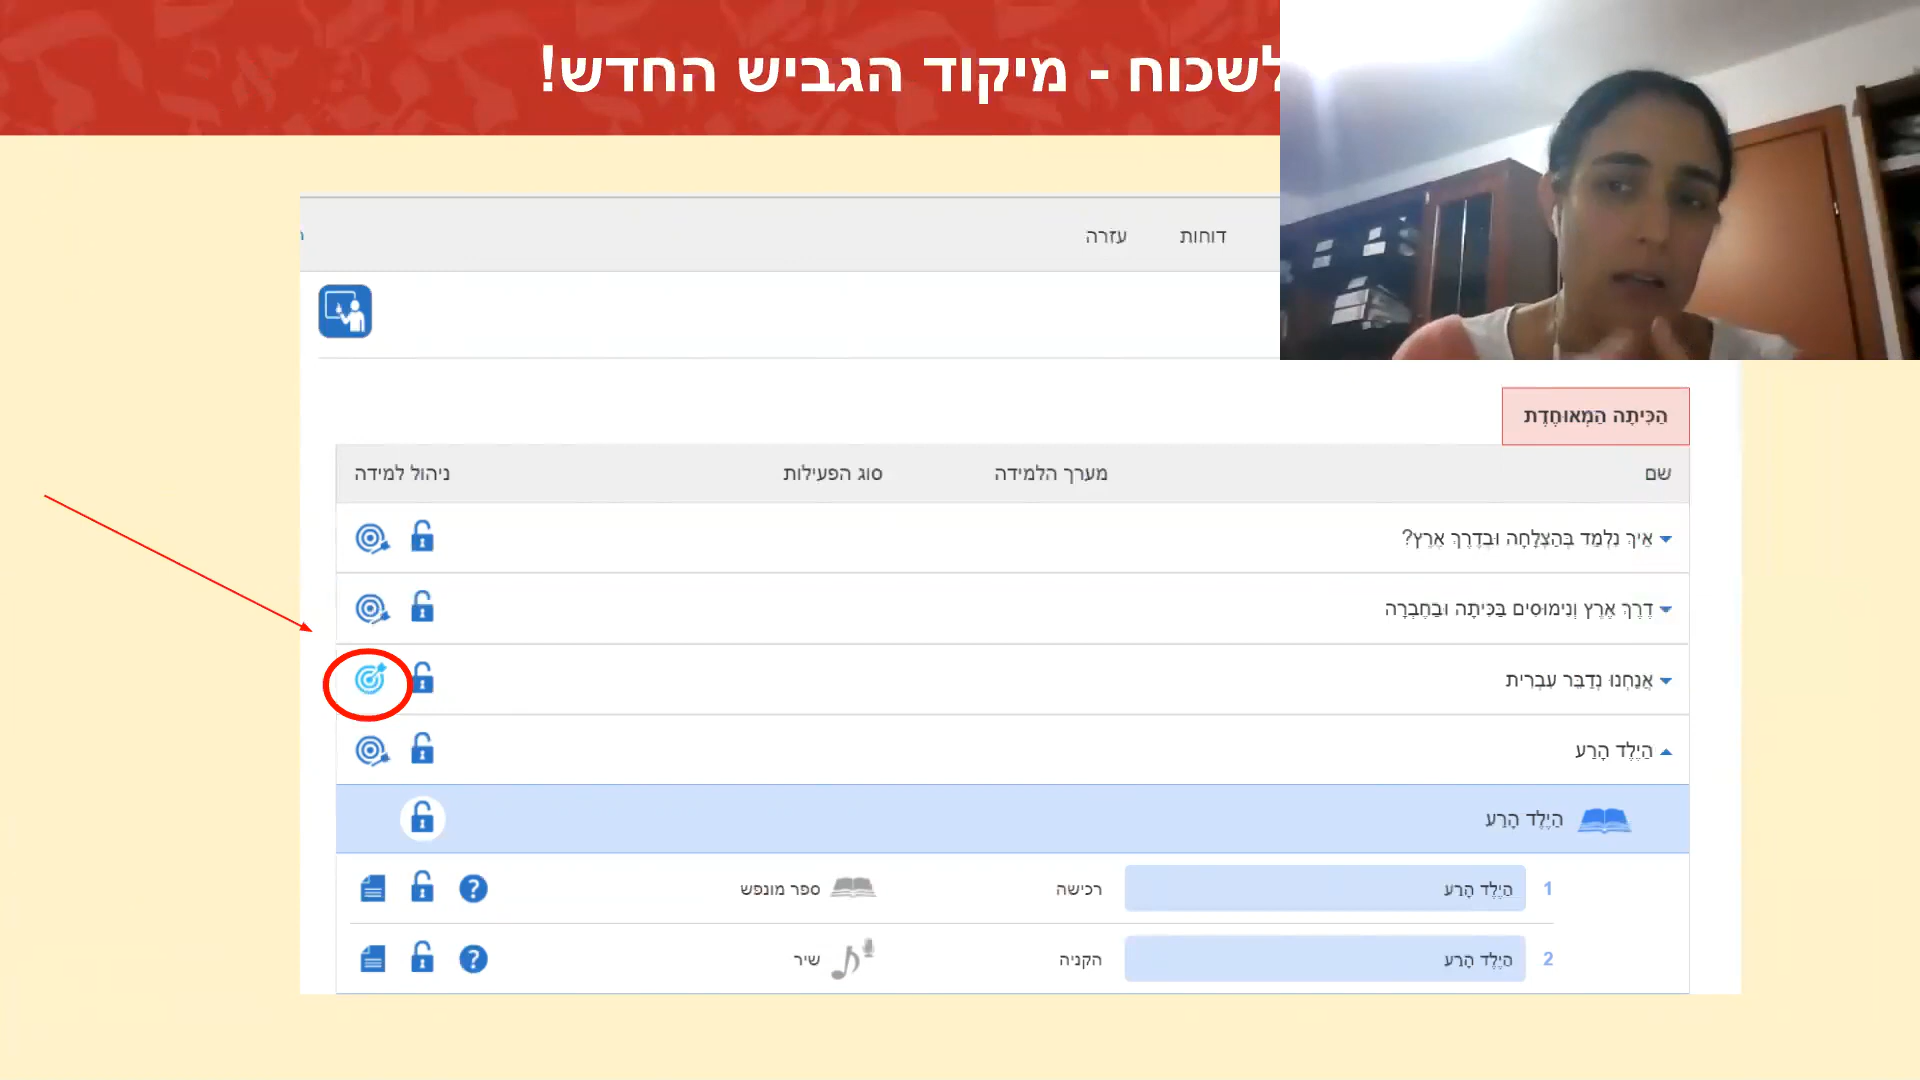 לשכוח - מיקוד הגביש החדש!
דוחות עזרה
הַכִּיתָה הַמְאוּחֶדֶת
שם מערך הלמידה סוג הפעילות ניהול למידה
אֵיךְ נִלְמַד בְּהַצְלָחָה וּבְדֶרֶךְ אֶרֶץ?
דֶרֶךְ אֶרֶץ וְנִימוּסִים בַּכִּיתָה וּבַחֶבְרָה
אֲנַחְנוּ נְדַבֵּר עִבְרִית
הַיֶלֶד הָרַע
הַיֶלֶד הָרַע
1 הַיֶלֶד הָרַע רכישה ספר מונפש
2 הַיֶלֶד הָרַע הקניה שיר